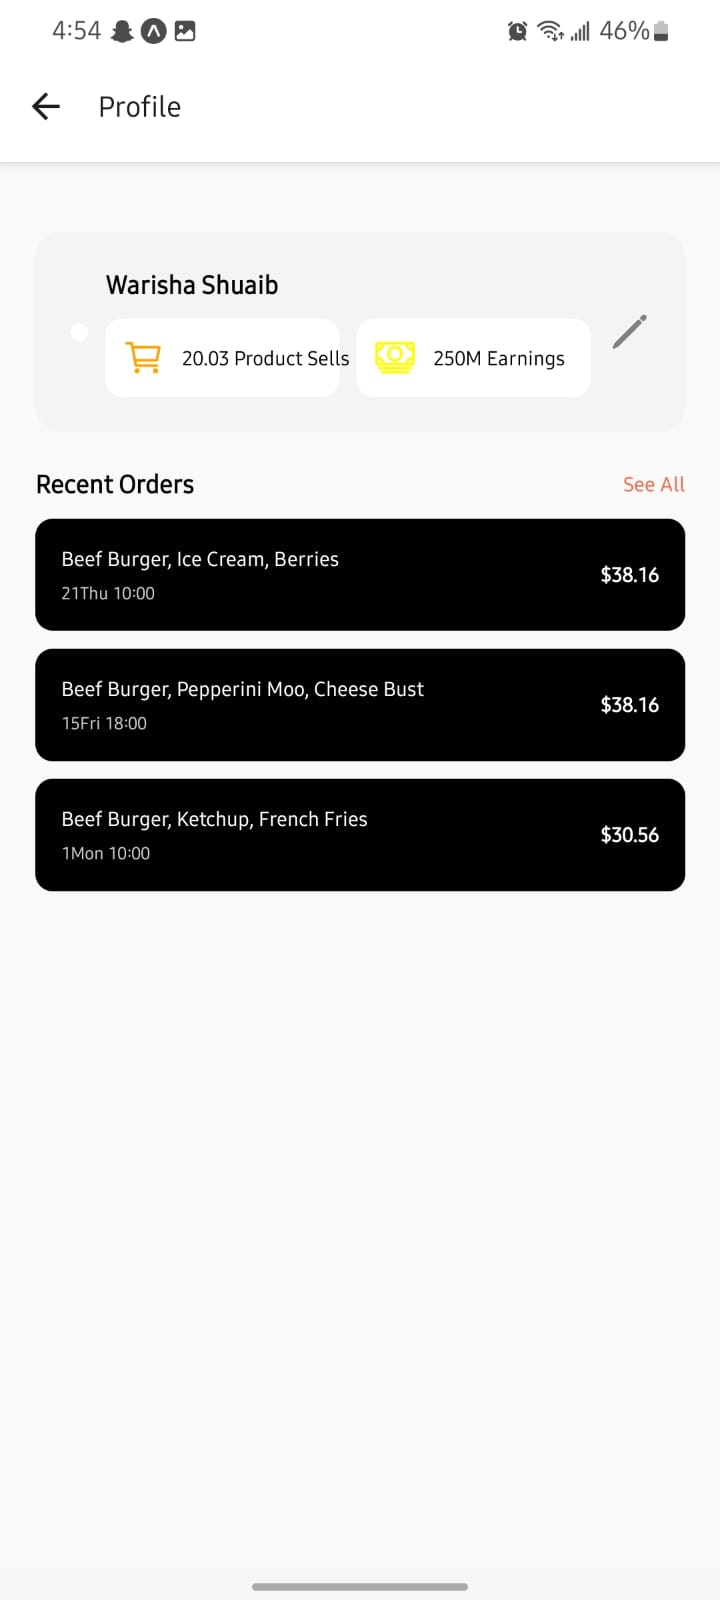 4:54 46%
Profile
Warisha Shuaib
20.03 Product Sells 250M Earnings
Recent Orders See All
Beef Burger, Ice Cream, Berries
$38.16
21Thu 10:00
Beef Burger, Pepperini Moo, Cheese Bust
$38.16
15Fri 18:00
Beef Burger, Ketchup, French Fries
$30.56
1Mon 10:00